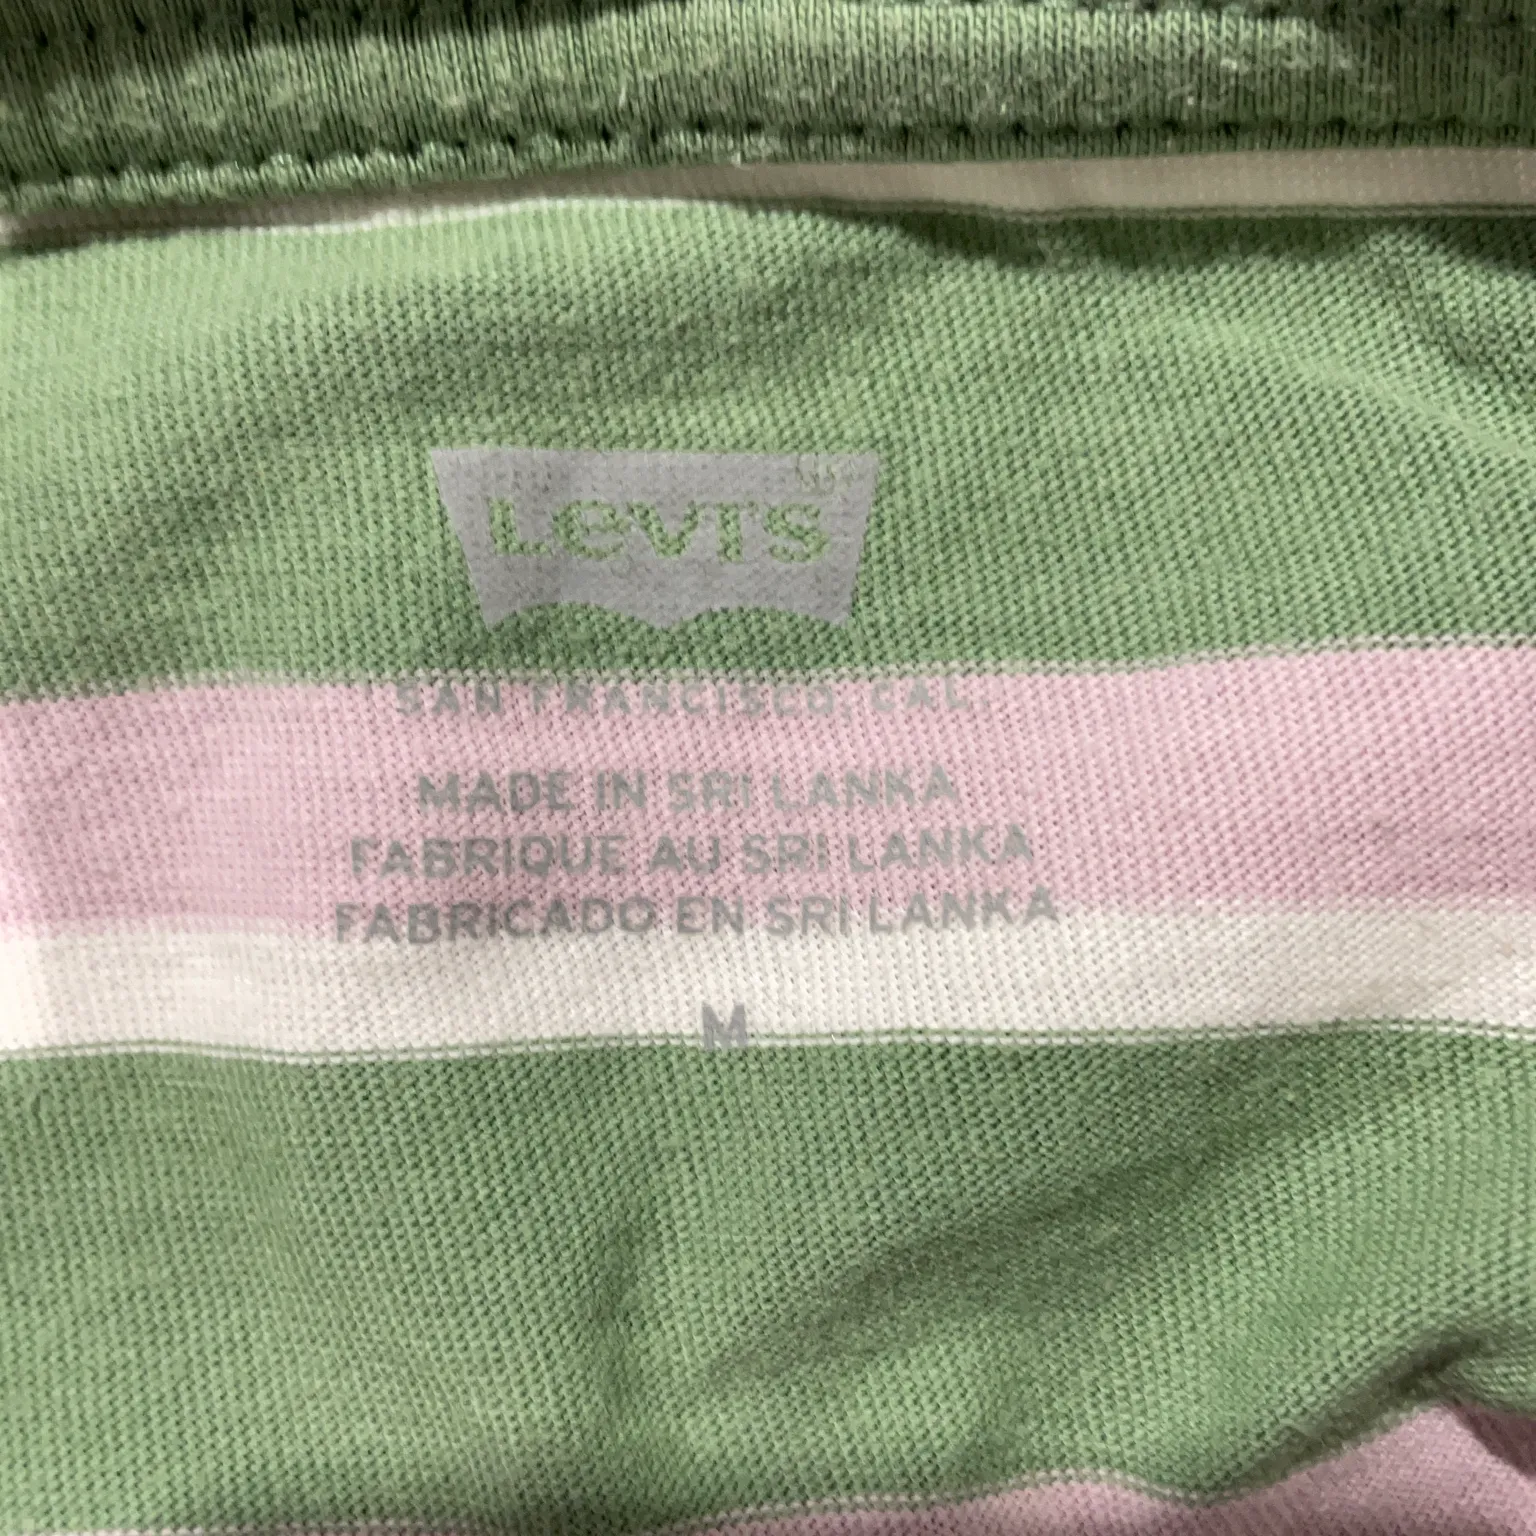 Levi's
SAN FRANCISCO, CAL.
MADE IN SRI LANKA
FABRIQUE AU SRI LANKA
FABRICADO EN SRI LANKA
M